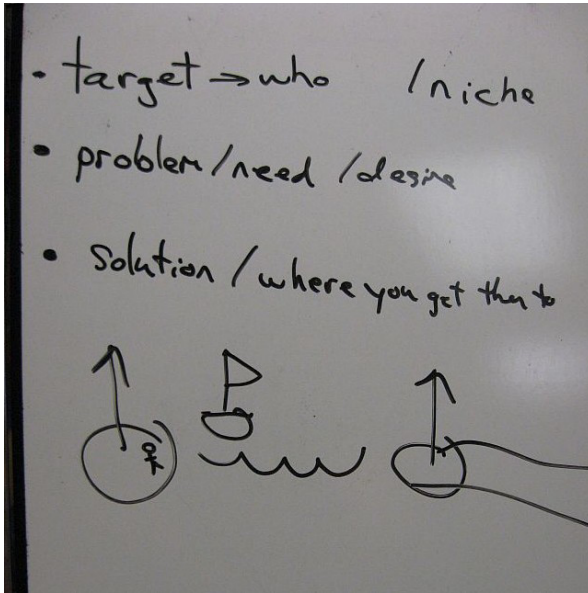 • target → who /niche
• problem/need /desire
• solution / where you get them to